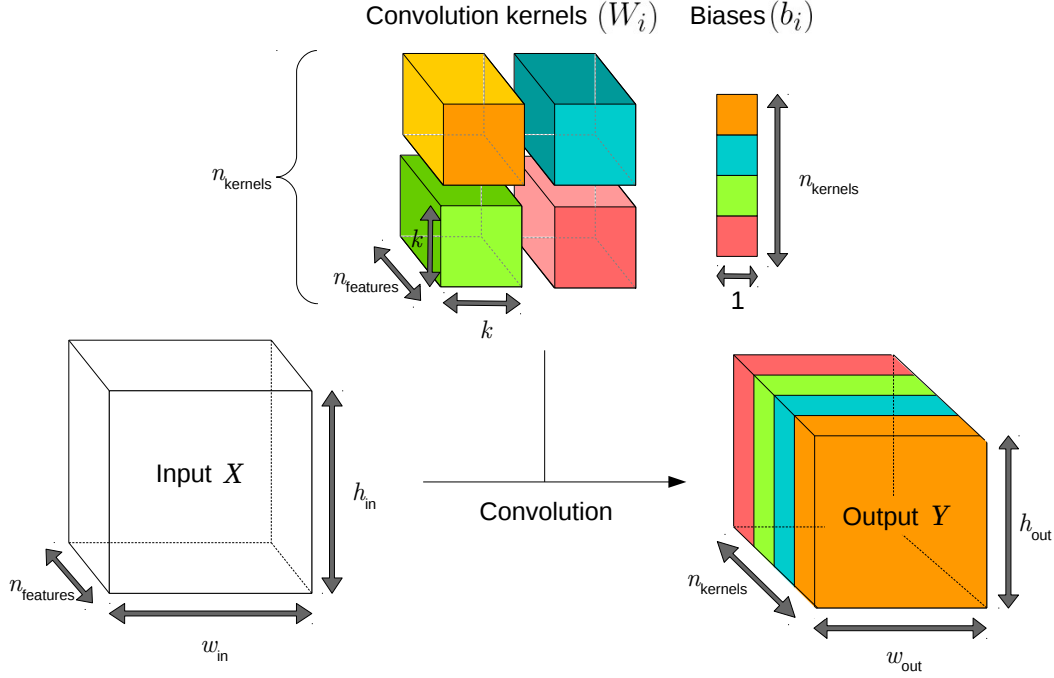 Convolution kernels (W_i) Biases (b_i)
n_kernels
n_kernels
k
n_features
k
1
Input X
h_in
n_features
w_in
Convolution
Output Y
h_out
n_kernels
w_out